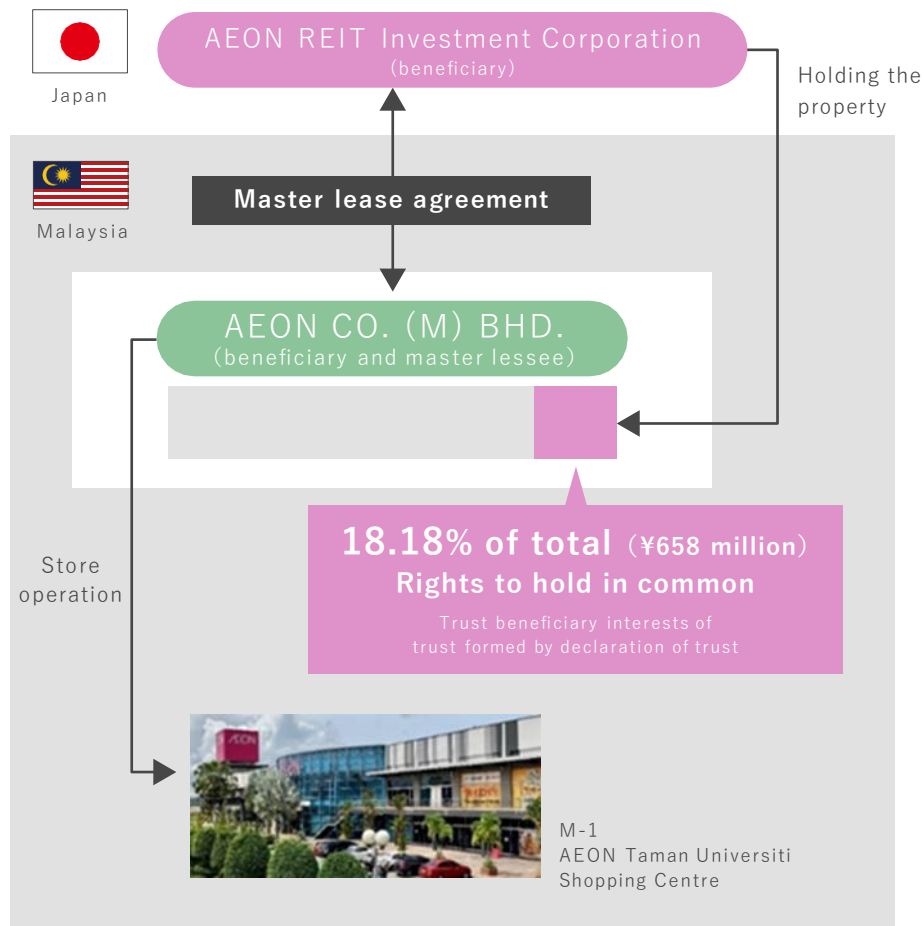 AEON REIT Investment Corporation
(beneficiary)
Japan
Holding the
property
Malaysia
Master lease agreement
AEON CO. (M) BHD.
(beneficiary and master lessee)
18.18% of total (¥658 million)
Rights to hold in common
Trust beneficiary interests of
trust formed by declaration of trust
Store
operation
ÆON
M-1
AEON Taman Universiti
Shopping Centre